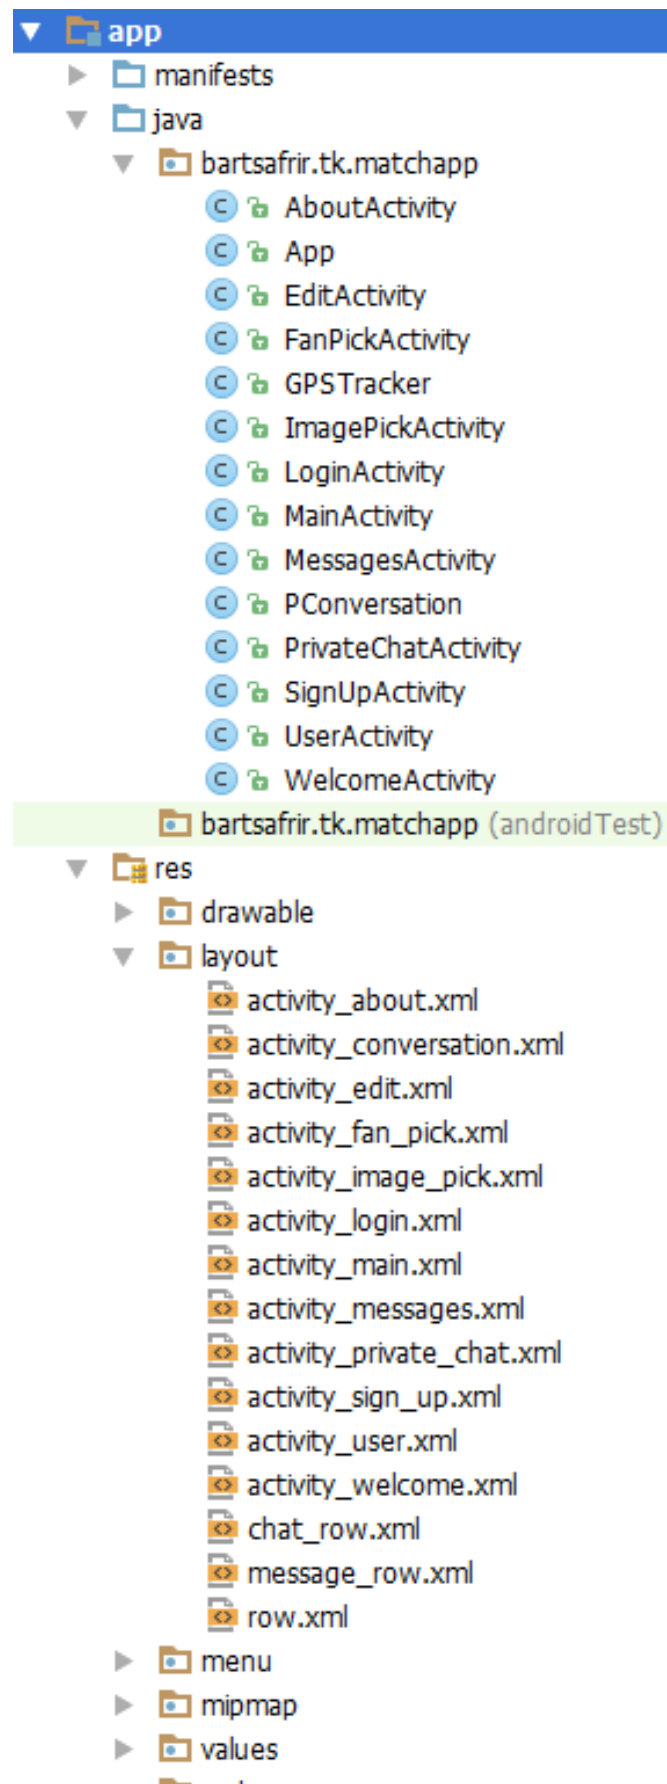 app
manifests
java
bartsafrir.tk.matchapp
AboutActivity
App
EditActivity
FanPickActivity
GPSTracker
ImagePickActivity
LoginActivity
MainActivity
MessagesActivity
PConversation
PrivateChatActivity
SignUpActivity
UserActivity
WelcomeActivity
bartsafrir.tk.matchapp (androidTest)
res
drawable
layout
activity_about.xml
activity_conversation.xml
activity_edit.xml
activity_fan_pick.xml
activity_image_pick.xml
activity_login.xml
activity_main.xml
activity_messages.xml
activity_private_chat.xml
activity_sign_up.xml
activity_user.xml
activity_welcome.xml
chat_row.xml
message_row.xml
row.xml
menu
mipmap
values